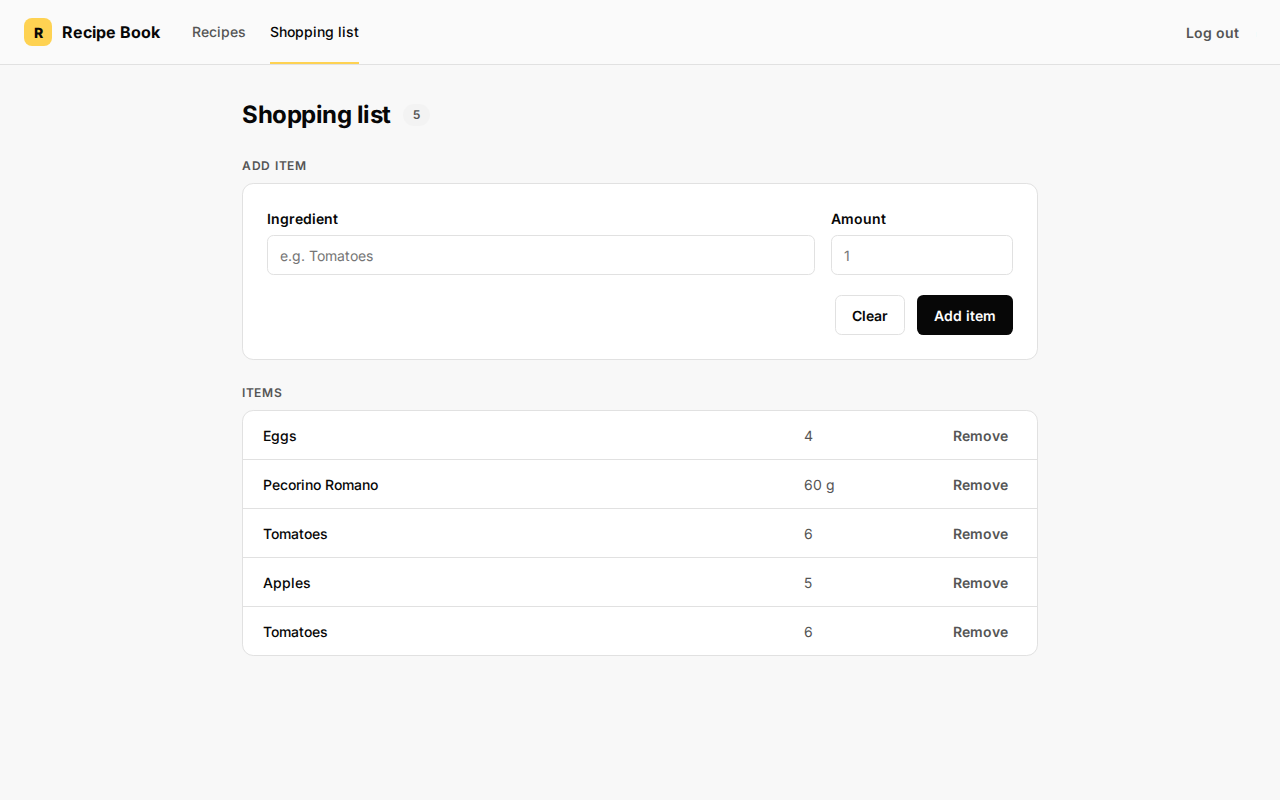 R Recipe Book Recipes Shopping list Log out
Shopping list 5
ADD ITEM
Ingredient Amount
e.g. Tomatoes 1
Clear Add item
ITEMS
Eggs 4 Remove
Pecorino Romano 60 g Remove
Tomatoes 6 Remove
Apples 5 Remove
Tomatoes 6 Remove